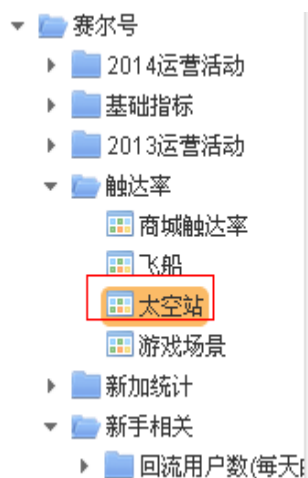 赛尔号
2014运营活动
基础指标
2013运营活动
触达率
商城触达率
飞船
太空站
游戏场景
新加统计
新手相关
回流用户数(每天